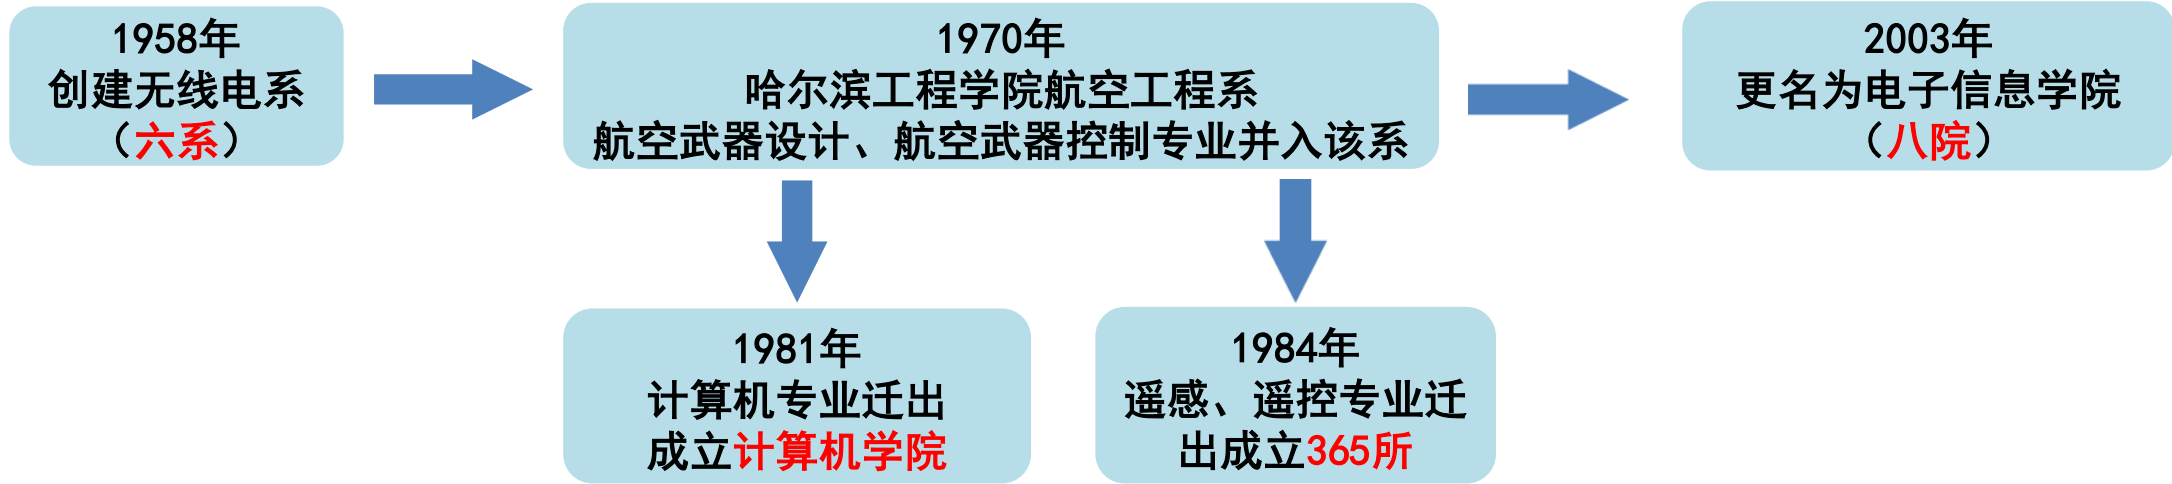 1958年
创建无线电系
（六系）
1970年
哈尔滨工程学院航空工程系
航空武器设计、航空武器控制专业并入该系
2003年
更名为电子信息学院
（八院）
1981年
计算机专业迁出
成立计算机学院
1984年
遥感、遥控专业迁
出成立365所